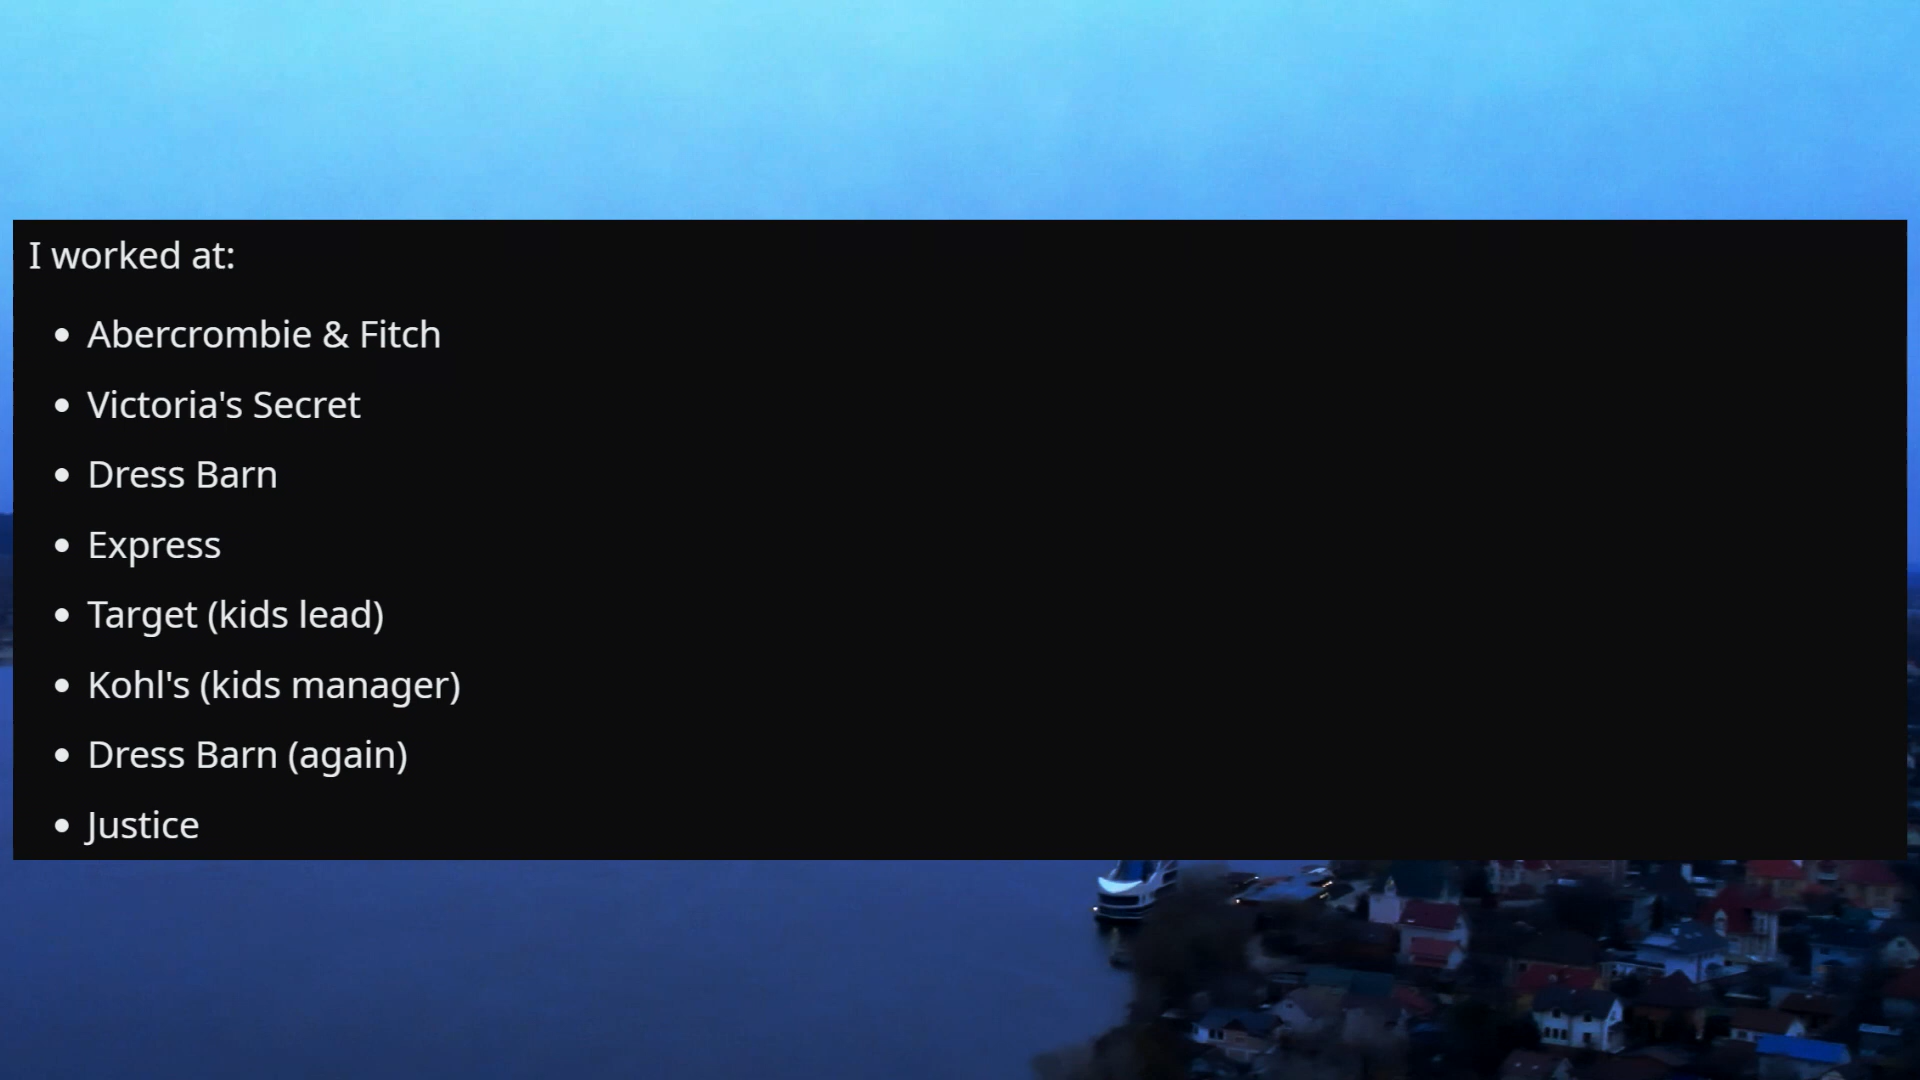 I worked at:
• Abercrombie & Fitch
• Victoria's Secret
• Dress Barn
• Express
• Target (kids lead)
• Kohl's (kids manager)
• Dress Barn (again)
• Justice